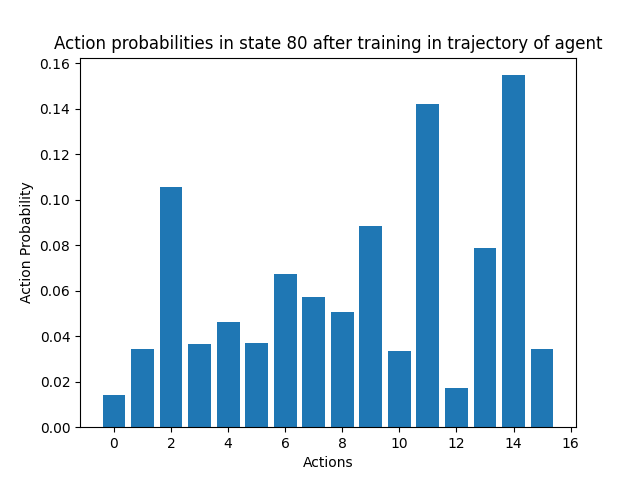 Action probabilities in state 80 after training in trajectory of agent
0.16
0.14
0.12
0.10
0.08
0.06
0.04
0.02
0.00
Action Probability
0 2 4 6 8 10 12 14 16
Actions